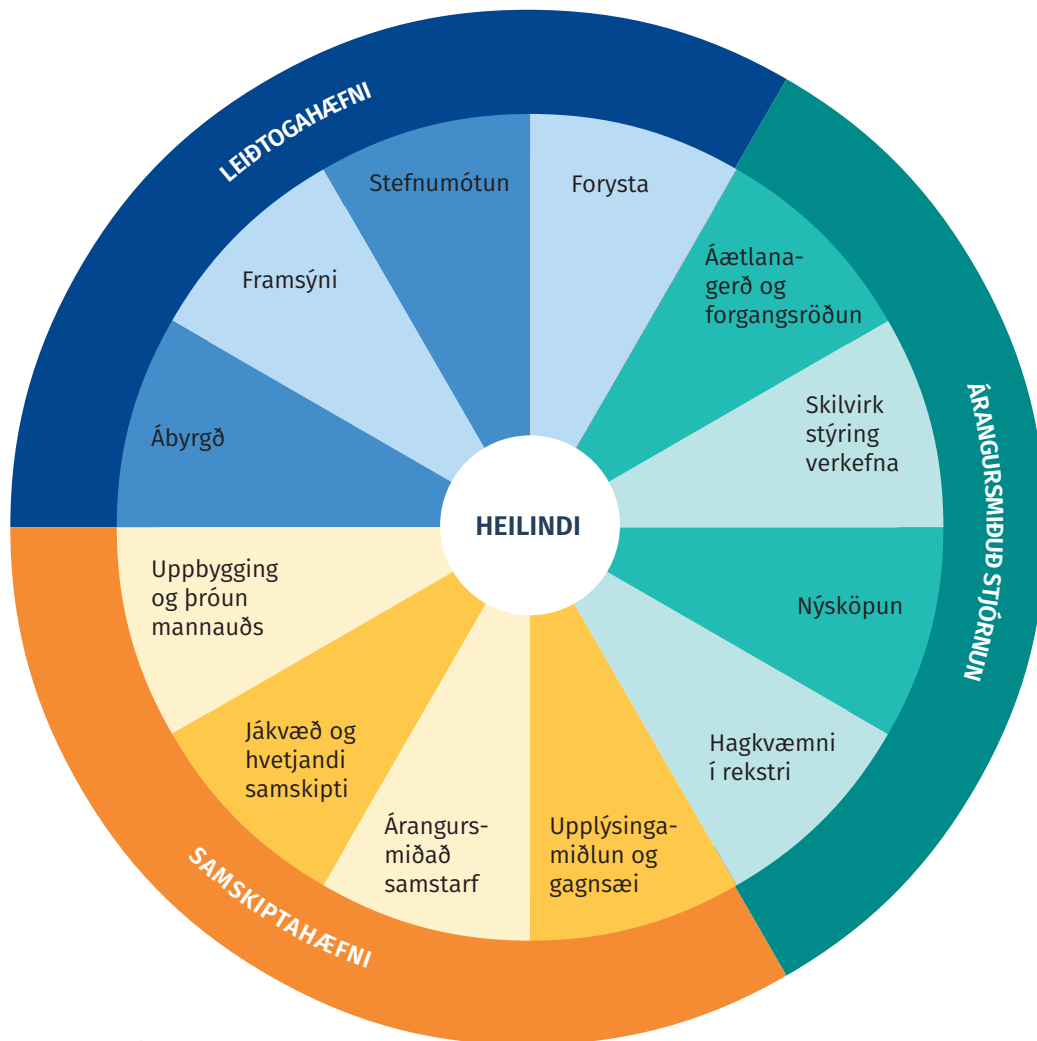 LEIÐTOGAHÆFNI
Stefnumótun
Forysta
Framsýni
Ábyrgð
ÁRANGURSMIÐUÐ STJÓRNUN
Áætlana-
gerð og
forgangsröðun
Skilvirk
stýring
verkefna
Nýsköpun
Hagkvæmni
í rekstri
HEILINDI
Uppbygging
og þróun
mannauðs
Jákvæð og
hvetjandi
samskipti
Árangurs-
miðað
samstarf
Upplýsinga-
miðlun og
gagnsæi
SAMSKIPTAHÆFNI